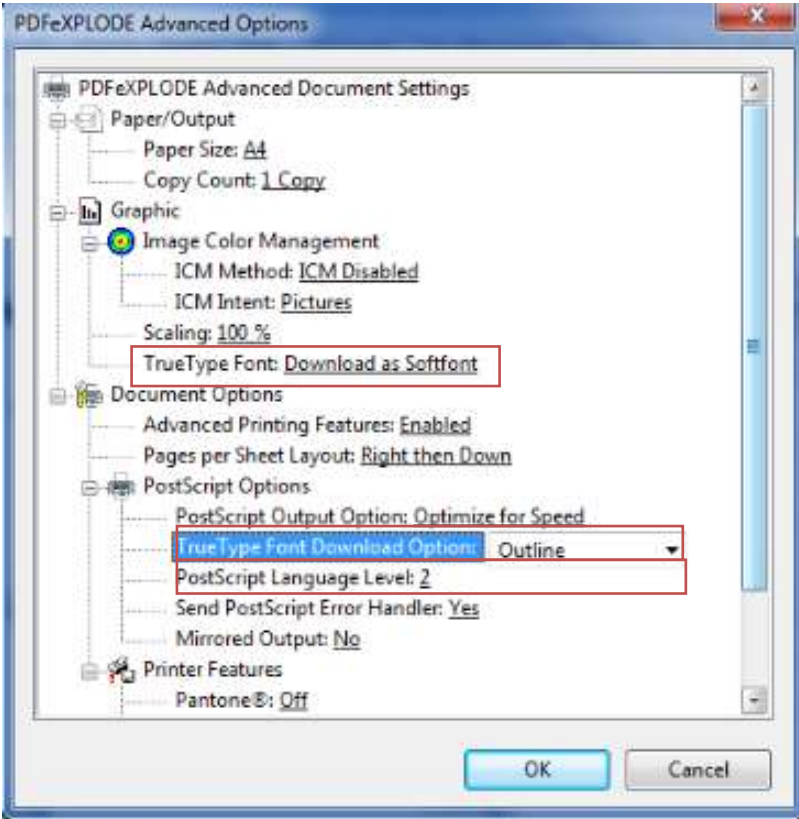 PDFeXPLODE Advanced Options
PDFeXPLODE Advanced Document Settings
Paper/Output
Paper Size: A4
Copy Count: 1 Copy
Graphic
Image Color Management
ICM Method: ICM Disabled
ICM Intent: Pictures
Scaling: 100 %
TrueType Font: Download as Softfont
Document Options
Advanced Printing Features: Enabled
Pages per Sheet Layout: Right then Down
PostScript Options
PostScript Output Option: Optimize for Speed
TrueType Font Download Option: Outline
PostScript Language Level: 2
Send PostScript Error Handler: Yes
Mirrored Output: No
Printer Features
Pantone®: Off
OK Cancel